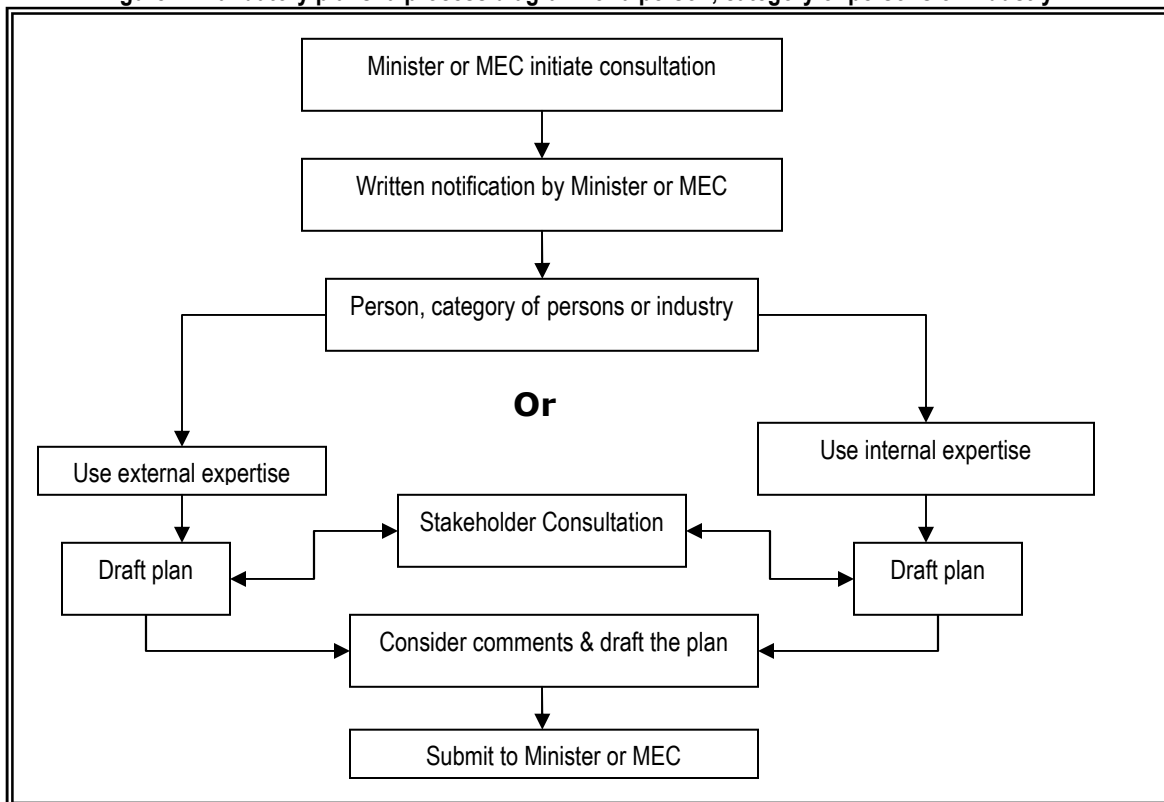 Minister or MEC initiate consultation
Written notification by Minister or MEC
Person, category of persons or industry
Or
Use external expertise
Use internal expertise
Stakeholder Consultation
Draft plan
Draft plan
Consider comments & draft the plan
Submit to Minister or MEC